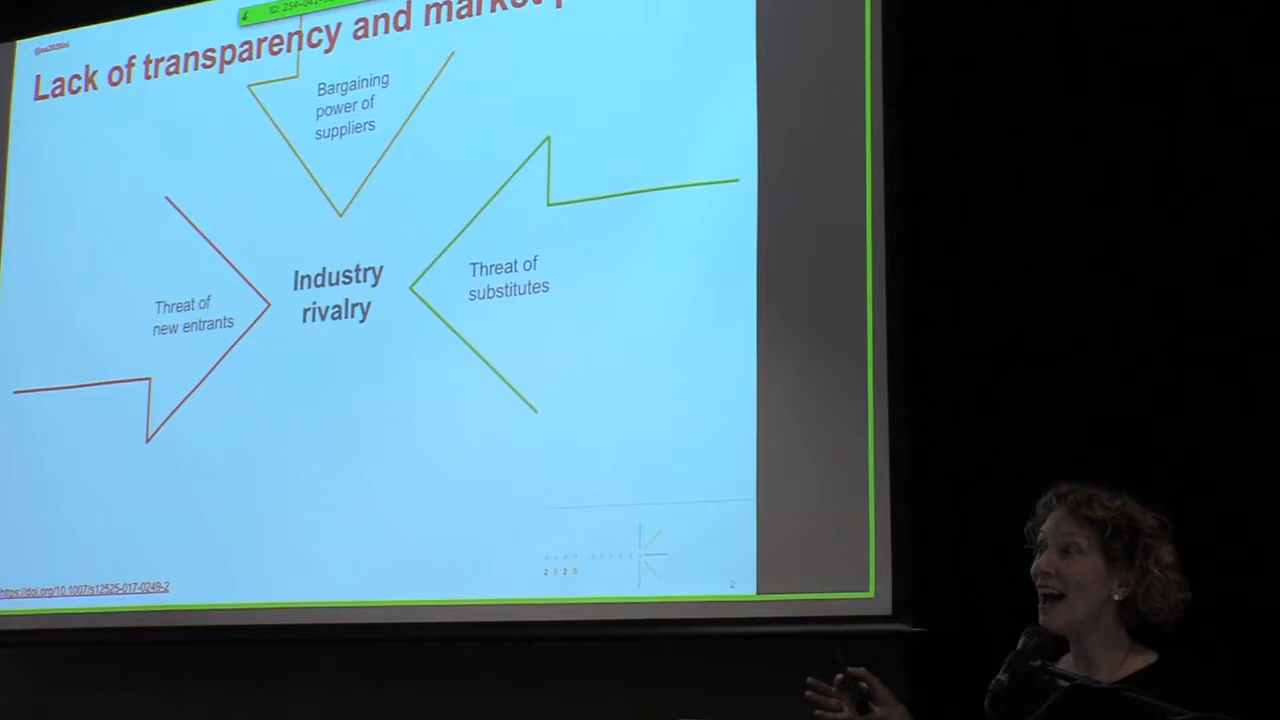 Lack of transparency and market
Bargaining
power of
suppliers
Threat of
substitutes
Industry
rivalry
Threat of
new entrants
https://doi.org/10.1007/s12525-017-0249-2
2020
2